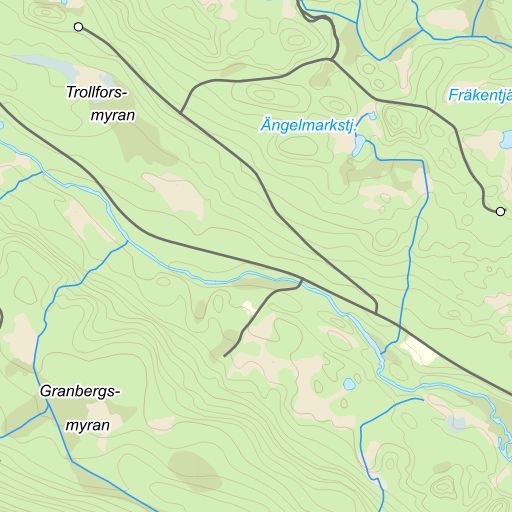 Trollfors-
myran
Fräkentjä
Ängelmarkstj.
Granbergs-
myran